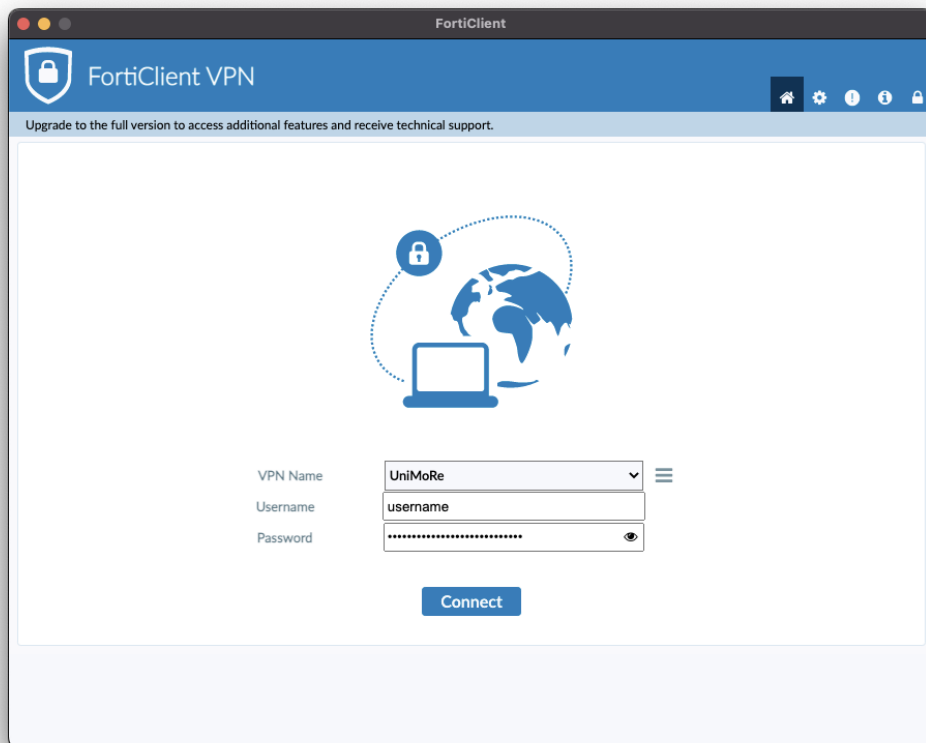 FortiClient
FortiClient VPN
Upgrade to the full version to access additional features and receive technical support.
VPN Name
UniMoRe
Username
username
Password
••••••••••••••••••••••••••••
Connect